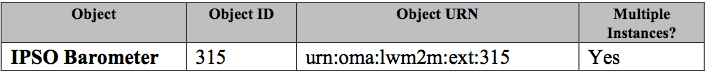 Object Object ID Object URN Multiple Instances?
IPSO Barometer 315 urn:oma:lwm2m:ext:315 Yes